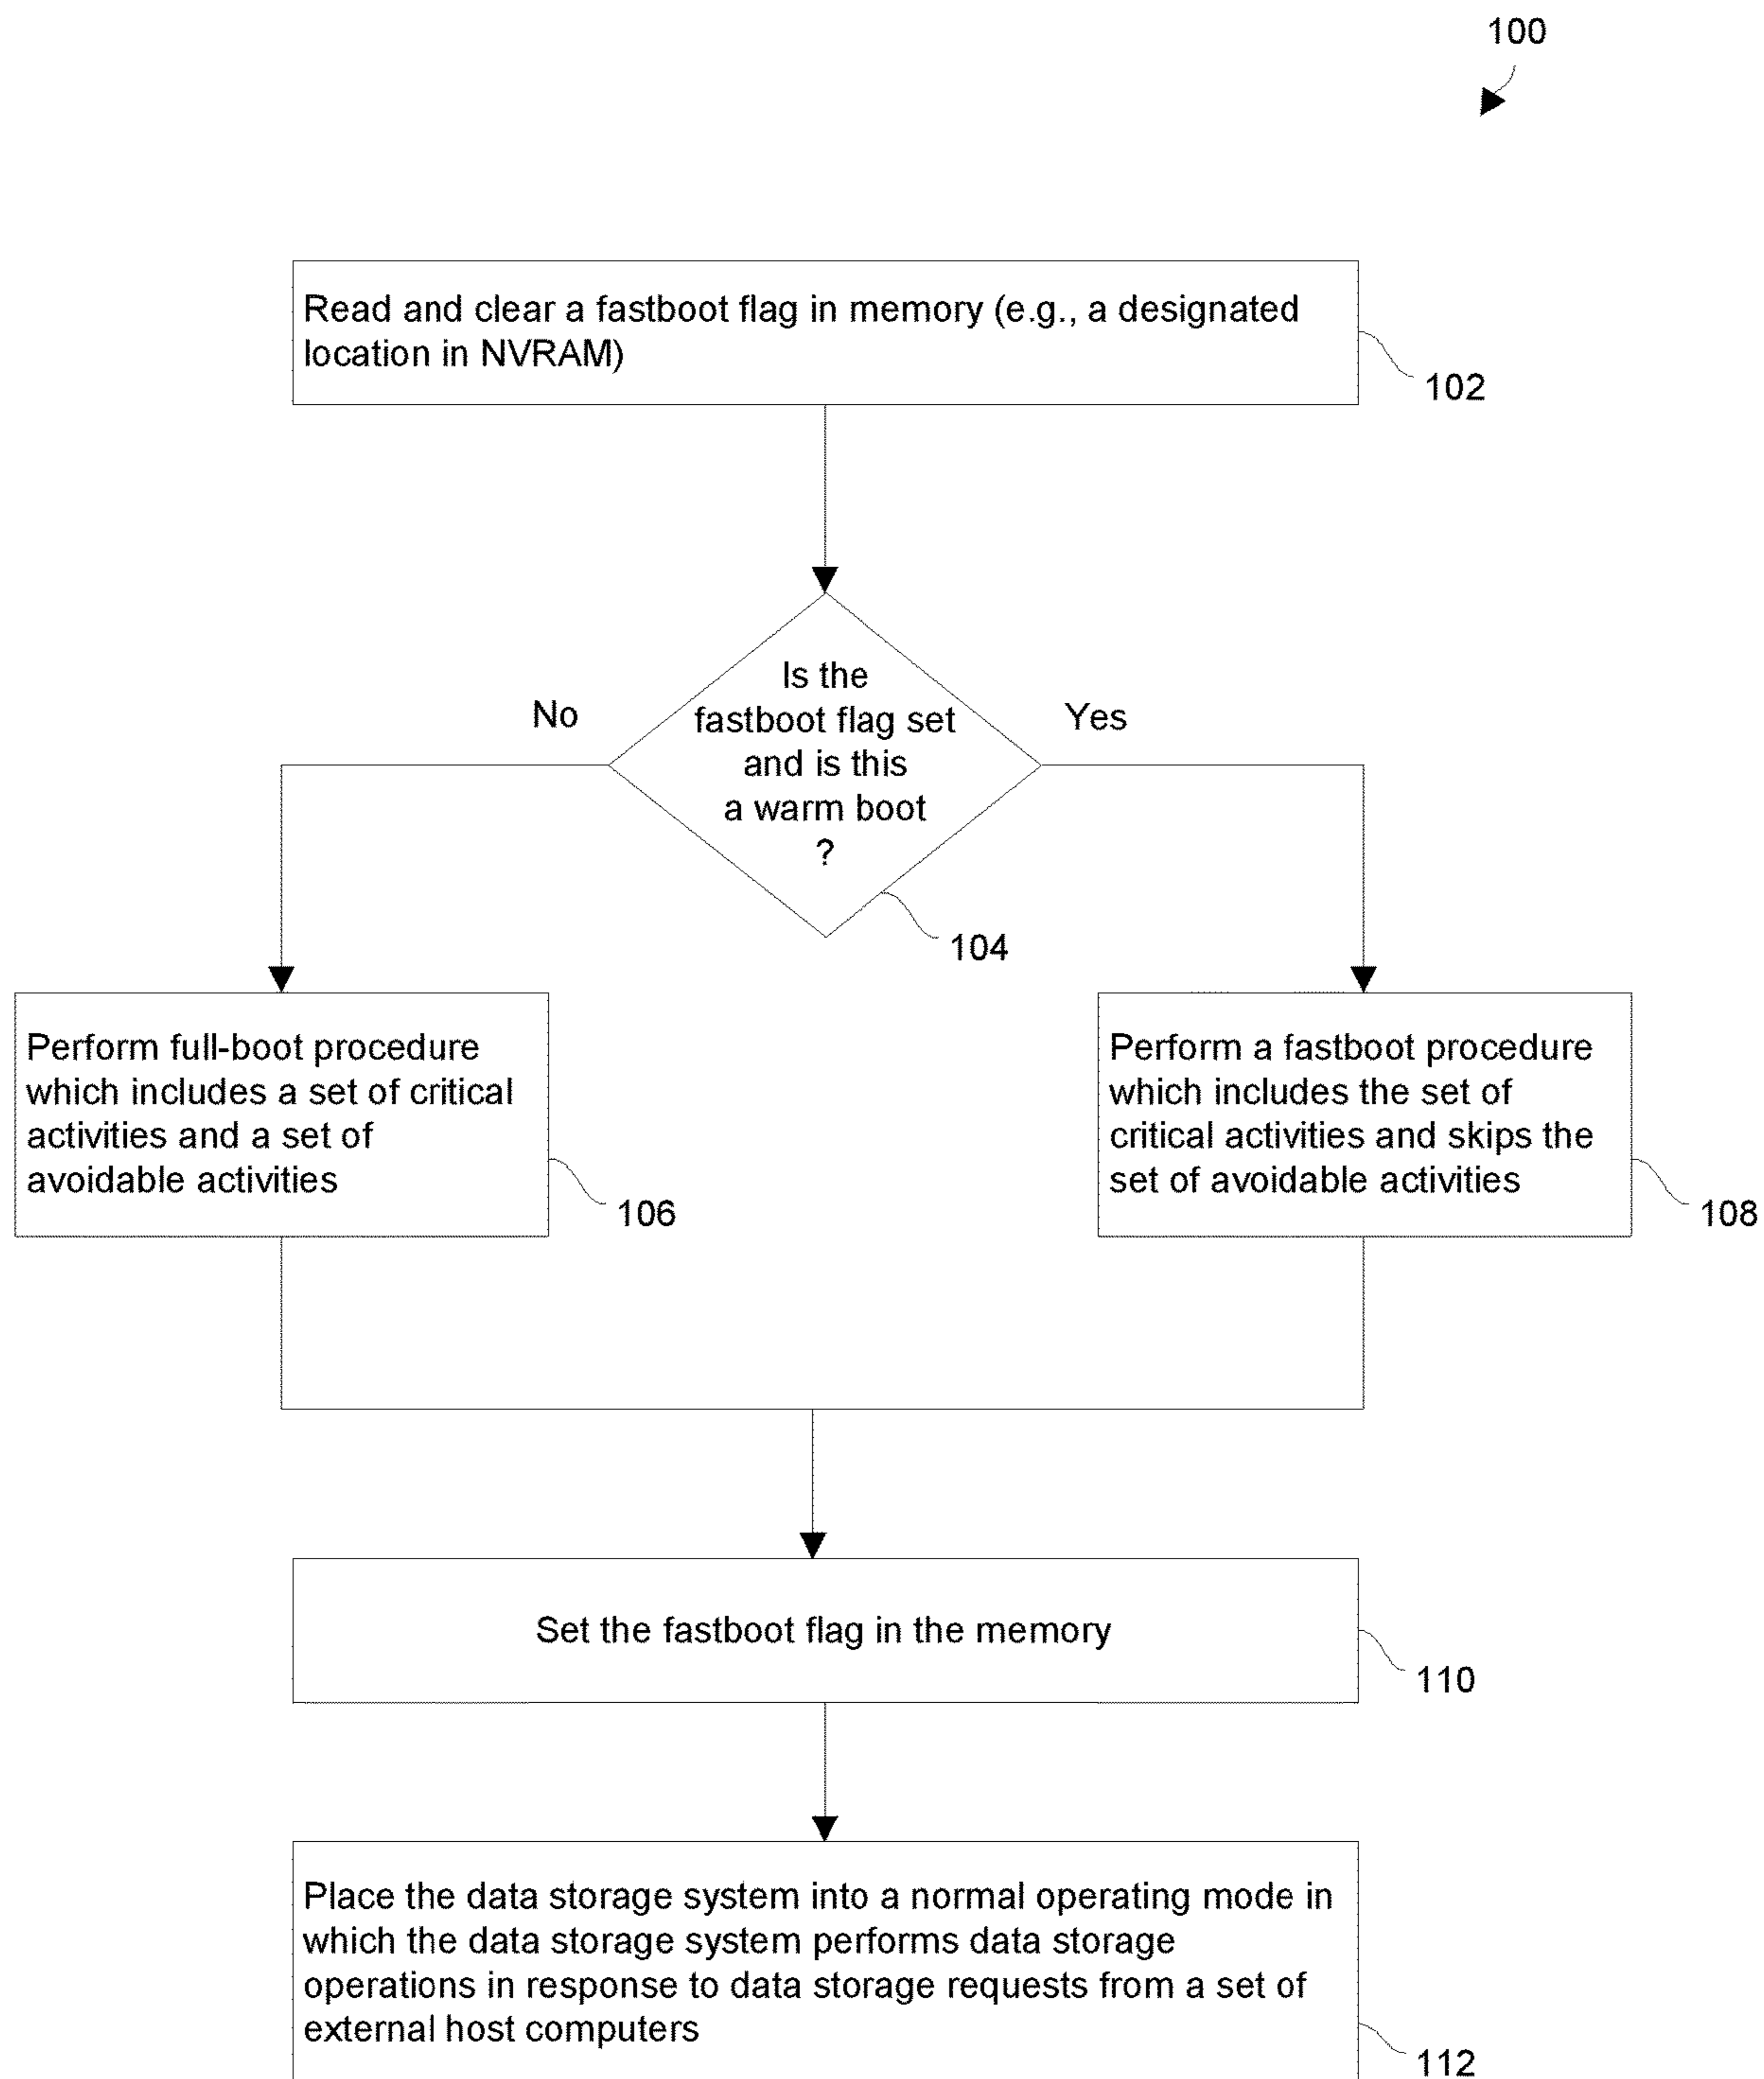 100
Read and clear a fastboot flag in memory (e.g., a designated
location in NVRAM)
102
Is the
fastboot flag set
and is this
a warm boot
?
No
Yes
104
Perform full-boot procedure
which includes a set of critical
activities and a set of
avoidable activities
106
Perform a fastboot procedure
which includes the set of
critical activities and skips the
set of avoidable activities
108
Set the fastboot flag in the memory
110
Place the data storage system into a normal operating mode in
which the data storage system performs data storage
operations in response to data storage requests from a set of
external host computers
112